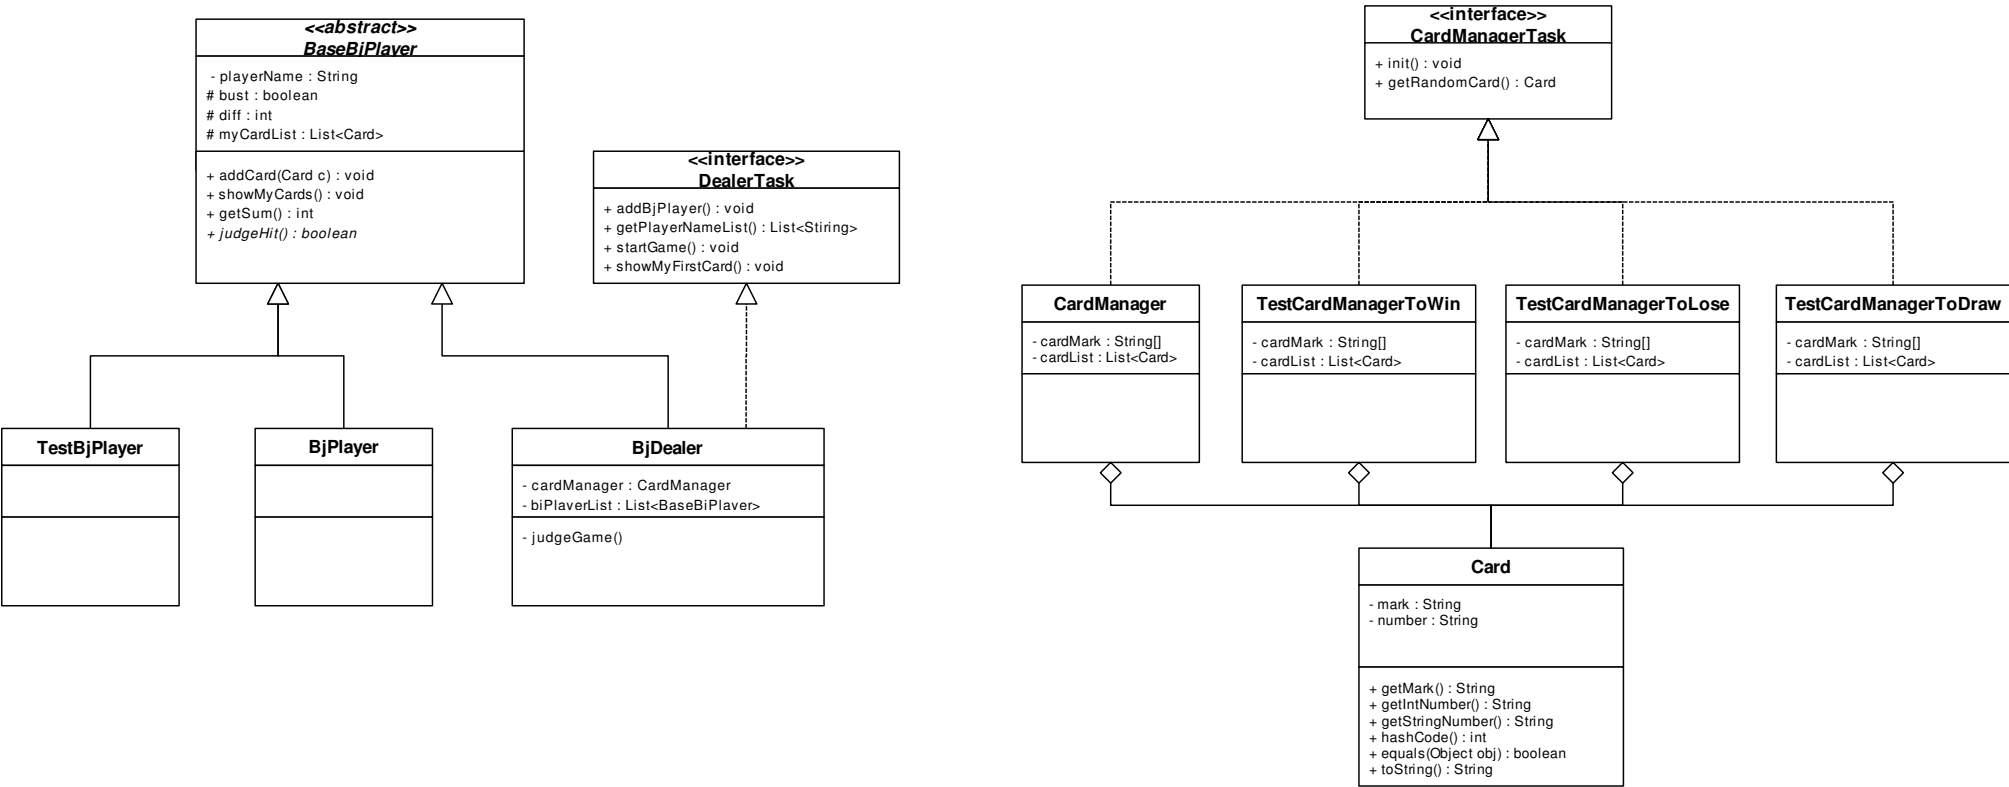 <<abstract>>
BaseBjPlayer
- playerName : String
# bust : boolean
# diff : int
# myCardList : List<Card>
+ addCard(Card c) : void
+ showMyCards() : void
+ getSum() : int
+ judgeHit() : boolean
<<interface>>
DealerTask
+ addBjPlayer() : void
+ getPlayerNameList() : List<Stiring>
+ startGame() : void
+ showMyFirstCard() : void
TestBjPlayer
BjPlayer
BjDealer
- cardManager : CardManager
- bjPlayerList : List<BaseBjPlayer>
- judgeGame()
<<interface>>
CardManagerTask
+ init() : void
+ getRandomCard() : Card
CardManager
- cardMark : String[]
- cardList : List<Card>
TestCardManagerToWin
- cardMark : String[]
- cardList : List<Card>
TestCardManagerToLose
- cardMark : String[]
- cardList : List<Card>
TestCardManagerToDraw
- cardMark : String[]
- cardList : List<Card>
Card
- mark : String
- number : String
+ getMark() : String
+ getIntNumber() : String
+ getStringNumber() : String
+ hashCode() : int
+ equals(Object obj) : boolean
+ toString() : String